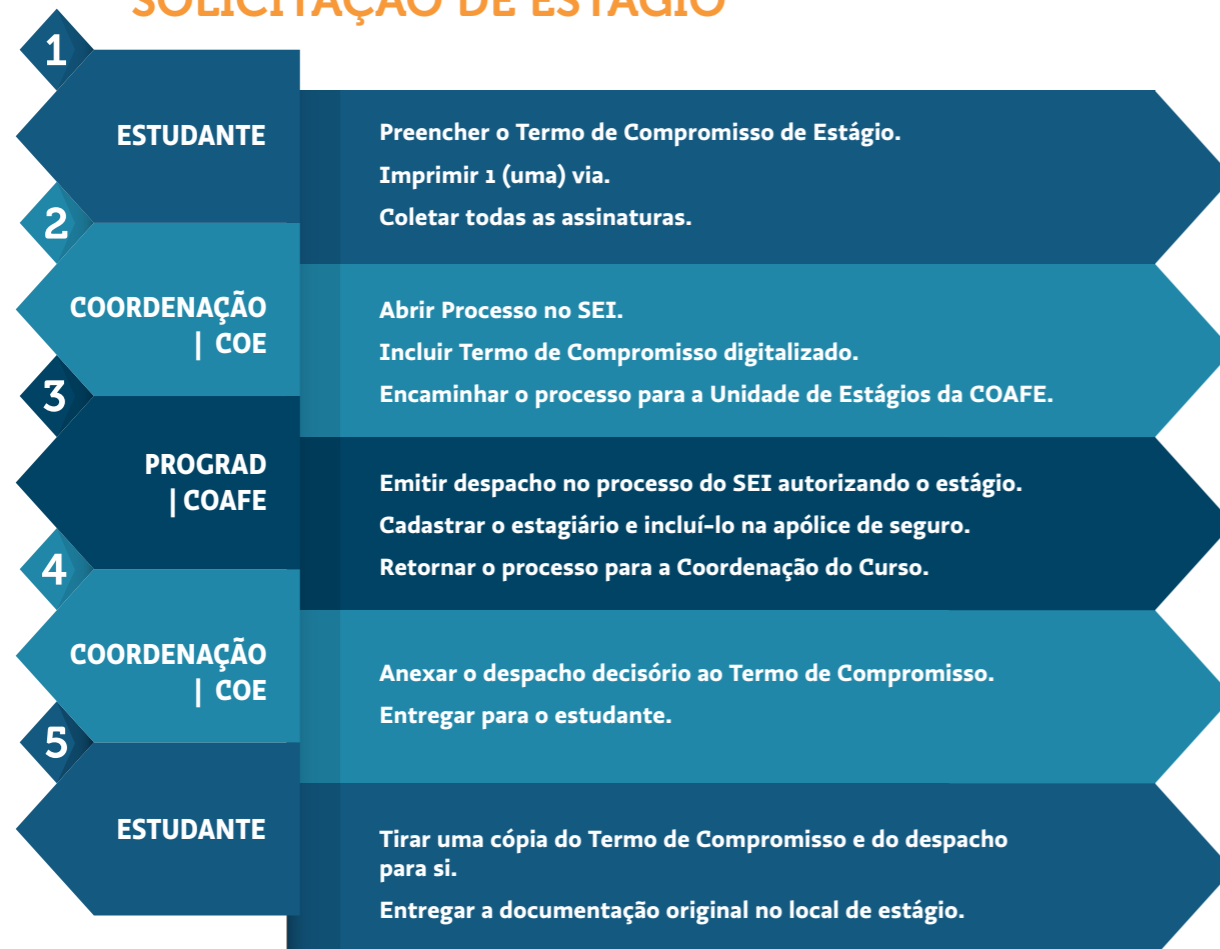 SOLICITAÇÃO DE ESTÁGIO
1
ESTUDANTE
Preencher o Termo de Compromisso de Estágio.
Imprimir 1 (uma) via.
Coletar todas as assinaturas.
2
COORDENAÇÃO
| COE
Abrir Processo no SEI.
Incluir Termo de Compromisso digitalizado.
Encaminhar o processo para a Unidade de Estágios da COAFE.
3
PROGRAD
| COAFE
Emitir despacho no processo do SEI autorizando o estágio.
Cadastrar o estagiário e incluí-lo na apólice de seguro.
Retornar o processo para a Coordenação do Curso.
4
COORDENAÇÃO
| COE
Anexar o despacho decisório ao Termo de Compromisso.
Entregar para o estudante.
5
ESTUDANTE
Tirar uma cópia do Termo de Compromisso e do despacho
para si.
Entregar a documentação original no local de estágio.